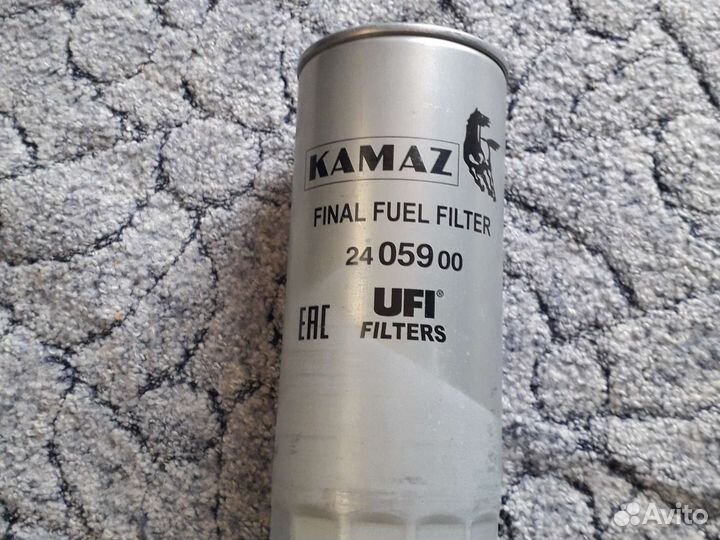 KAMAZ
FINAL FUEL FILTER
24 059 00
EAC
UFI®
FILTERS
Avito